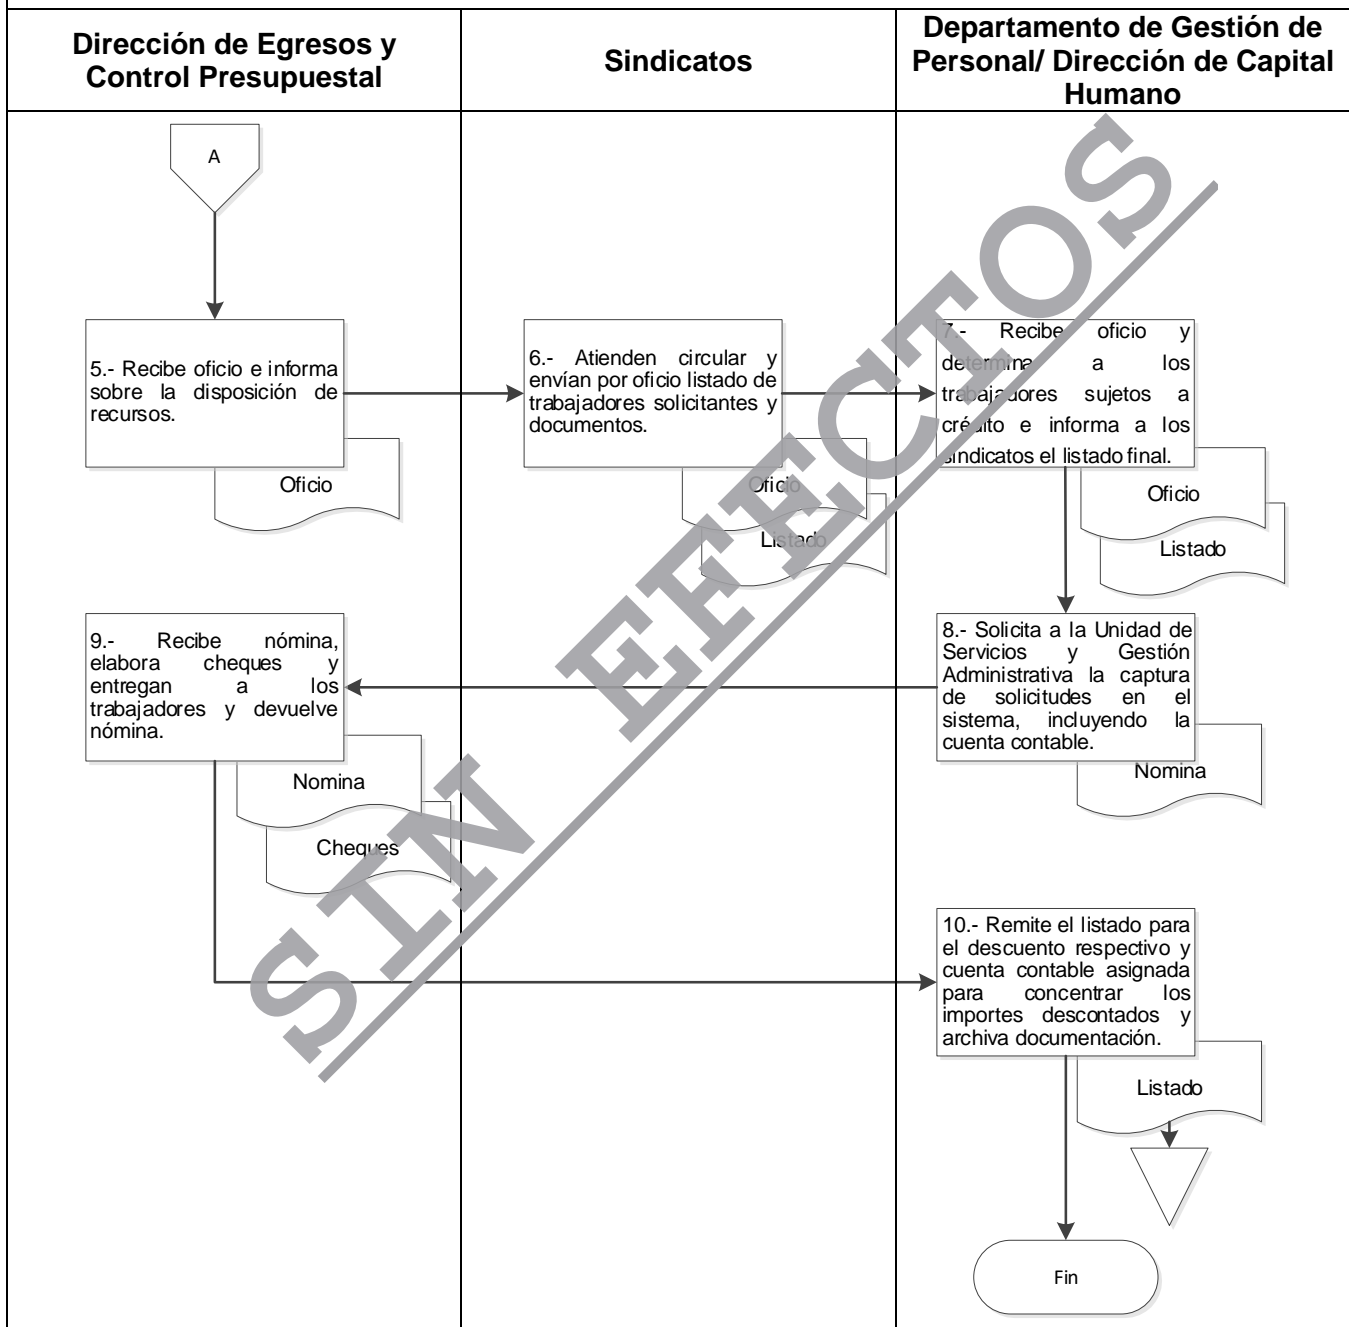 Dirección de Egresos y
Control Presupuestal
Sindicatos
Departamento de Gestión de
Personal/ Dirección de Capital
Humano
A
5.- Recibe oficio e informa
sobre la disposición de
recursos.
Oficio
6.- Atienden circular y
envían por oficio listado de
trabajadores solicitantes y
documentos.
Oficio
Listado
7.- Recibe oficio y
determina a los
trabajadores sujetos a
crédito e informa a los
sindicatos el listado final.
Oficio
Listado
8.- Solicita a la Unidad de
Servicios y Gestión
Administrativa la captura
de solicitudes en el
sistema, incluyendo la
cuenta contable.
Nomina
9.- Recibe nómina,
elabora cheques y
entregan a los
trabajadores y devuelve
nómina.
Nomina
Cheques
10.- Remite el listado para
el descuento respectivo y
cuenta contable asignada
para concentrar los
importes descontados y
archiva documentación.
Listado
Fin
SIN EFECTOS